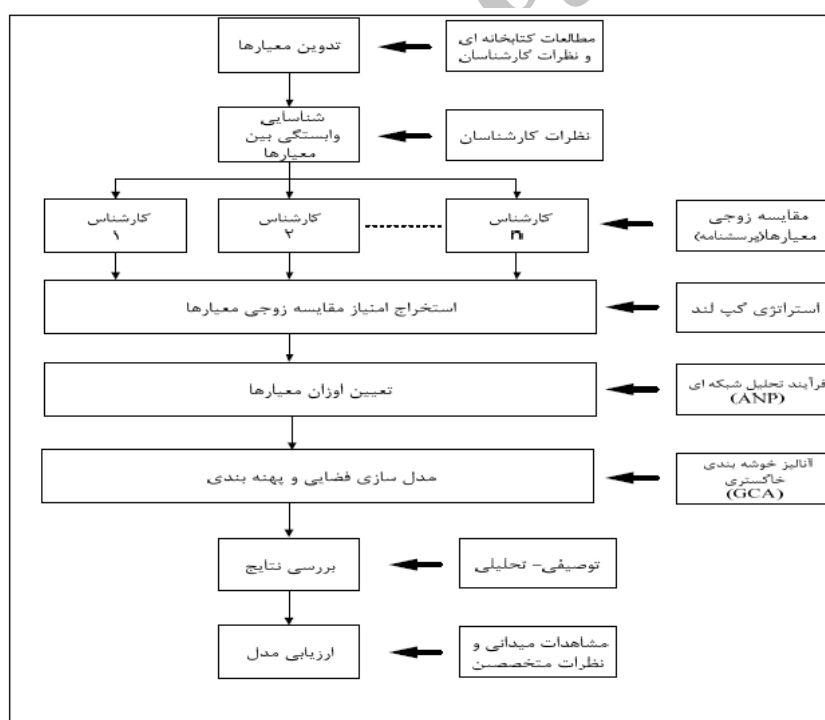 تدوین معیارها
مطالعات کتابخانه ای
و نظرات کارشناسان
شناسایی
وابستگی بین
معیارها
نظرات کارشناسان
کارشناس
۱
کارشناس
۲
کارشناس
n
مقایسه زوجی
معیارها(پرسشنامه)
استخراج امتیاز مقایسه زوجی معیارها
استراتژی گپ لند
تعیین اوزان معیارها
فرآیند تحلیل شبکه ای
(ANP)
مدل سازی فضایی و پهنه بندی
آنالیز خوشه بندی
خاکستری
(GCA)
بررسی نتایج
توصیفی- تحلیلی
ارزیابی مدل
مشاهدات میدانی و
نظرات متخصصین